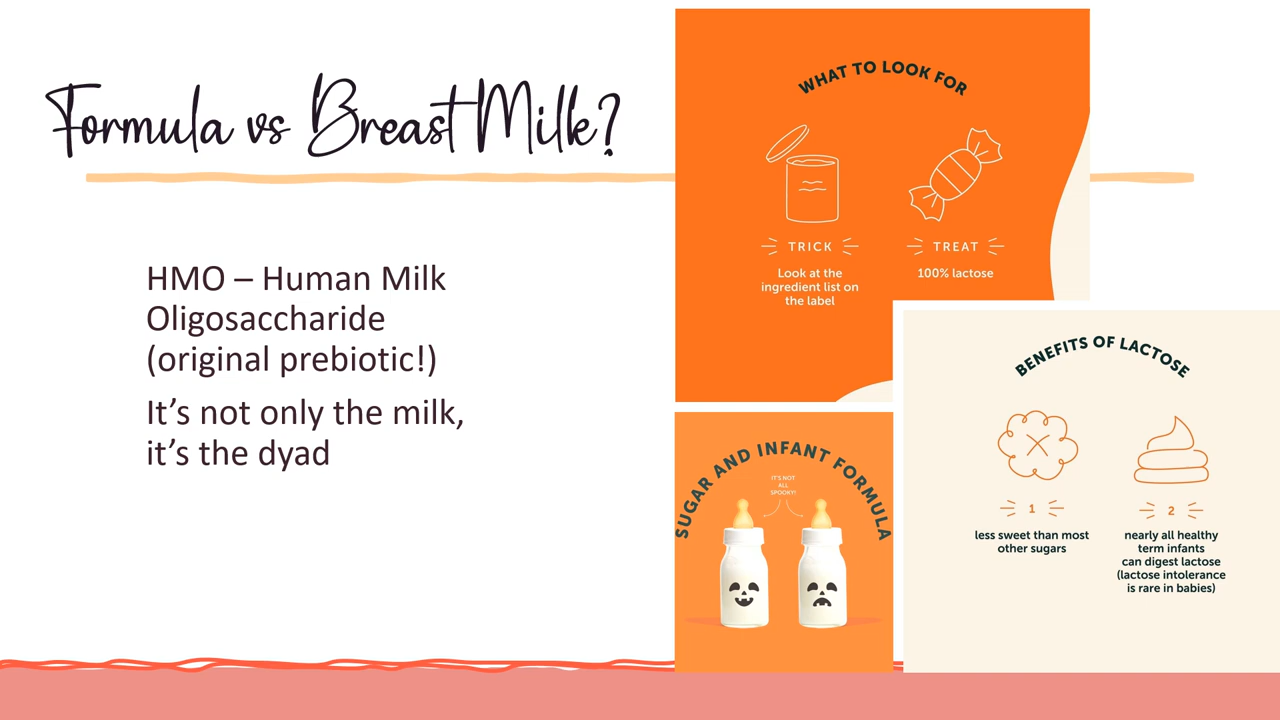 Formula vs Breast Milk?
HMO – Human Milk
Oligosaccharide
(original prebiotic!)
It’s not only the milk,
it’s the dyad
WHAT TO LOOK FOR
TRICK
Look at the
ingredient list on
the label
TREAT
100% lactose
SUGAR AND INFANT FORMULA
IT'S NOT
ALL
SPOOKY!
BENEFITS OF LACTOSE
1
less sweet than most
other sugars
2
nearly all healthy
term infants
can digest lactose
(lactose intolerance
is rare in babies)